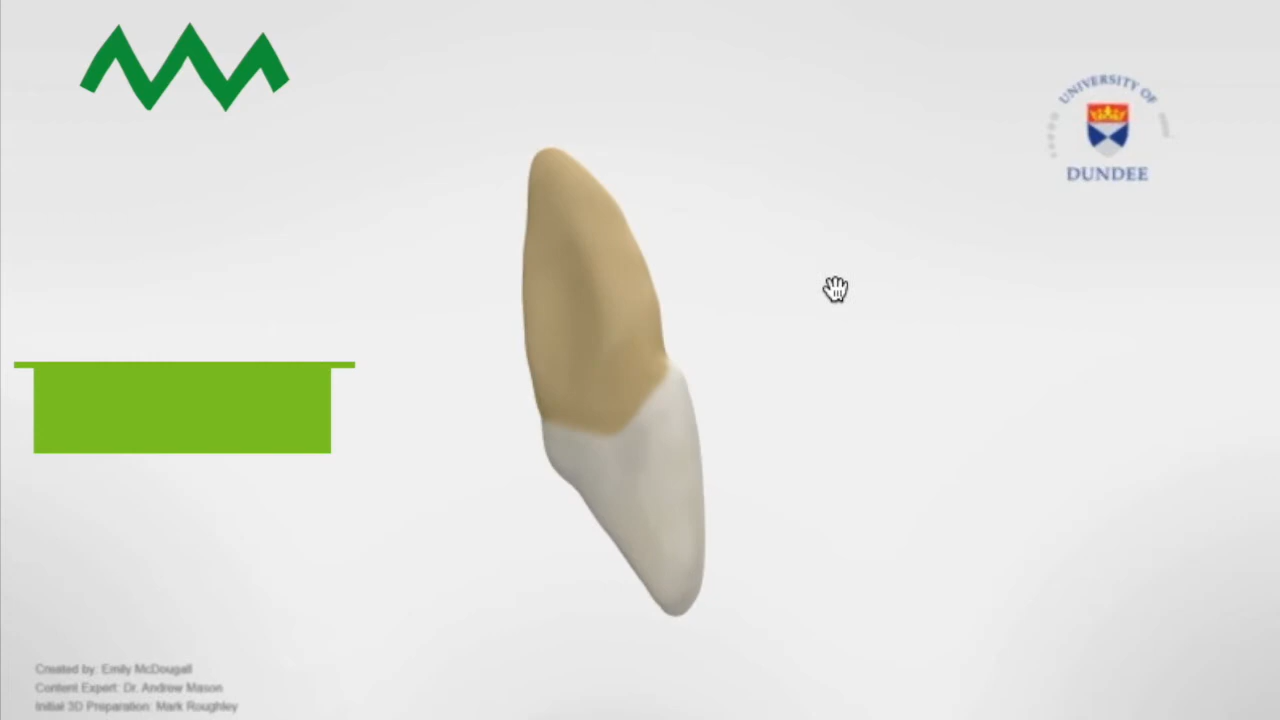 UNIVERSITY OF
DUNDEE
Created by: Emily McDougall
Content Expert: Dr. Andrew Mason
Initial 3D Preparation: Mark Roughley